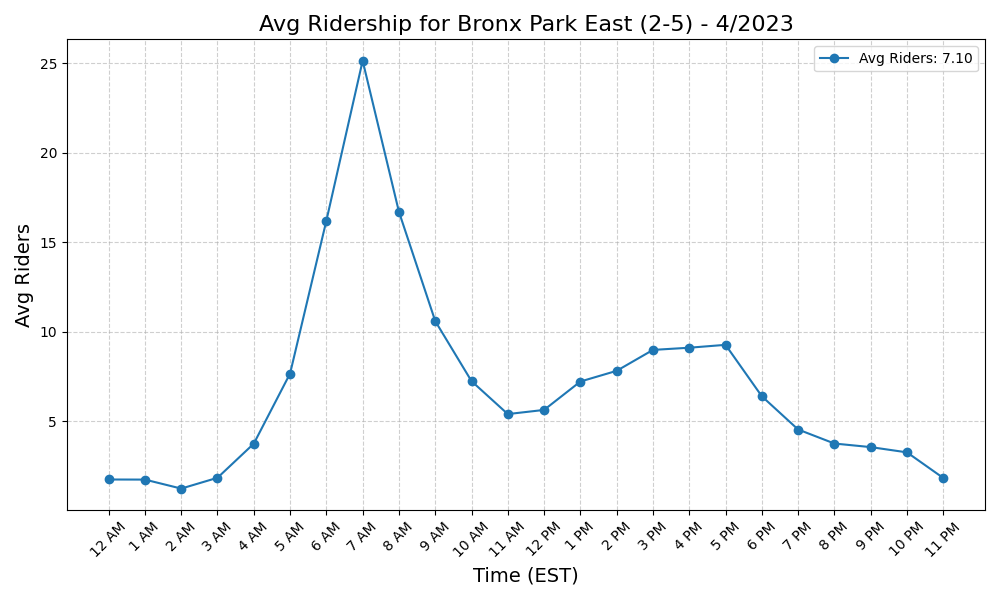 Avg Ridership for Bronx Park East (2-5) - 4/2023
Avg Riders: 7.10
Avg Riders
25
20
15
10
5
12 AM
1 AM
2 AM
3 AM
4 AM
5 AM
6 AM
7 AM
8 AM
9 AM
10 AM
11 AM
12 PM
1 PM
2 PM
3 PM
4 PM
5 PM
6 PM
7 PM
8 PM
9 PM
10 PM
11 PM
Time (EST)